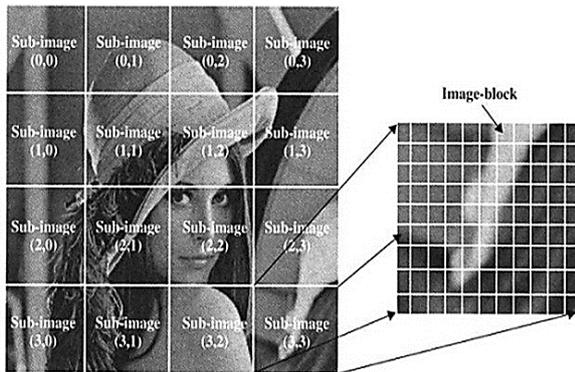 Sub-image Sub-image Sub-image Sub-image
(0,0) (0,1) (0,2) (0,3)
Image-block
Sub-image Sub-image Sub-image Sub-image
(1,0) (1,1) (1,2) (1,3)
Sub-image Sub-image Sub-image Sub-image
(2,0) (2,1) (2,2) (2,3)
Sub-image Sub-image Sub-image Sub-image
(3,0) (3,1) (3,2) (3,3)